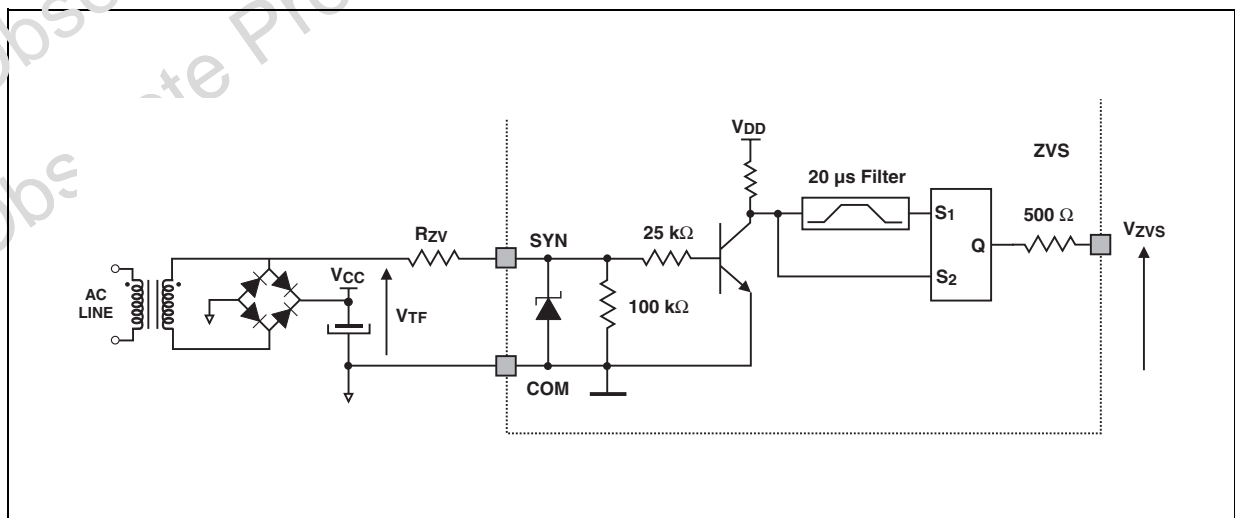 VDD
ZVS
20 µs Filter
RZV
SYN
25 kΩ
S1
500 Ω
VZVS
Q
VCC
AC
LINE
VTF
100 kΩ
S2
COM